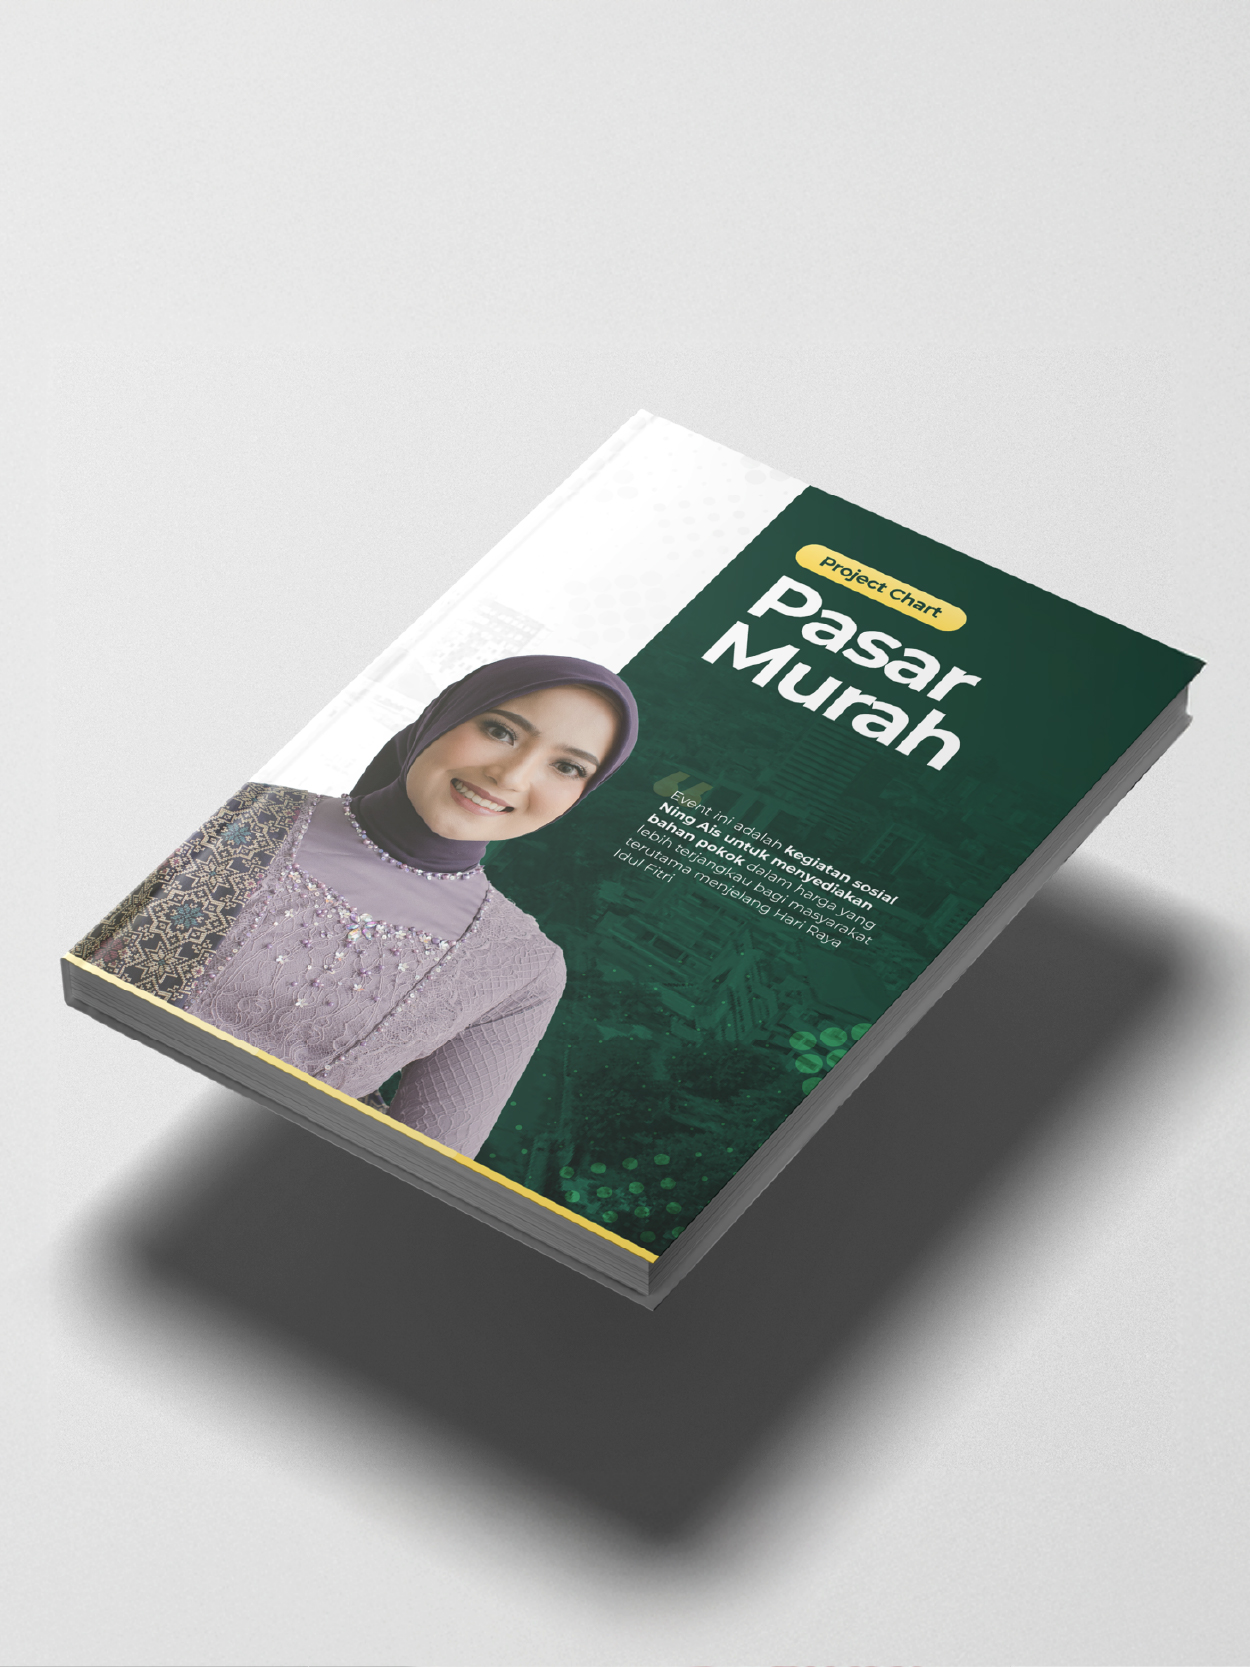 Project Chart
Pasar
Murah
Event ini adalah kegiatan sosial
Ning Ais untuk menyediakan
bahan pokok dalam harga yang
lebih terjangkau bagi masyarakat
terutama menjelang Hari Raya
Idul Fitri